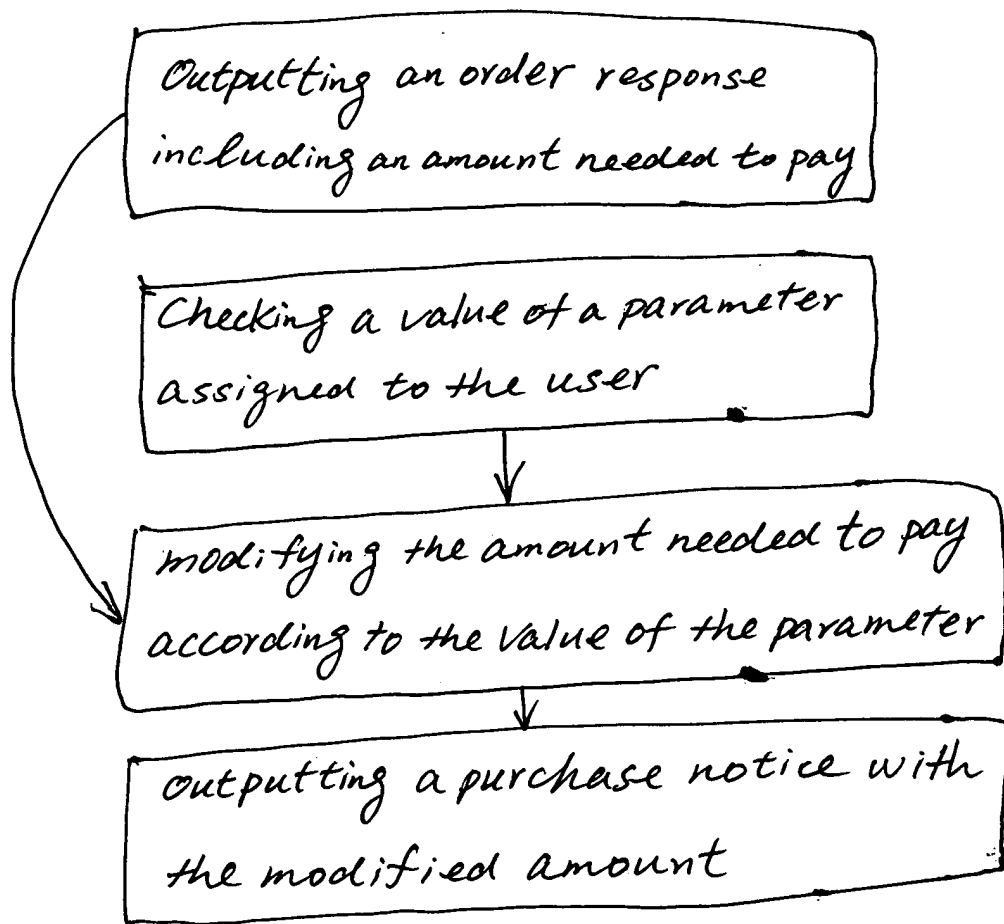 Outputting an order response
including an amount needed to pay
Checking a value of a parameter
assigned to the user
modifying the amount needed to pay
according to the value of the parameter
outputting a purchase notice with
the modified amount